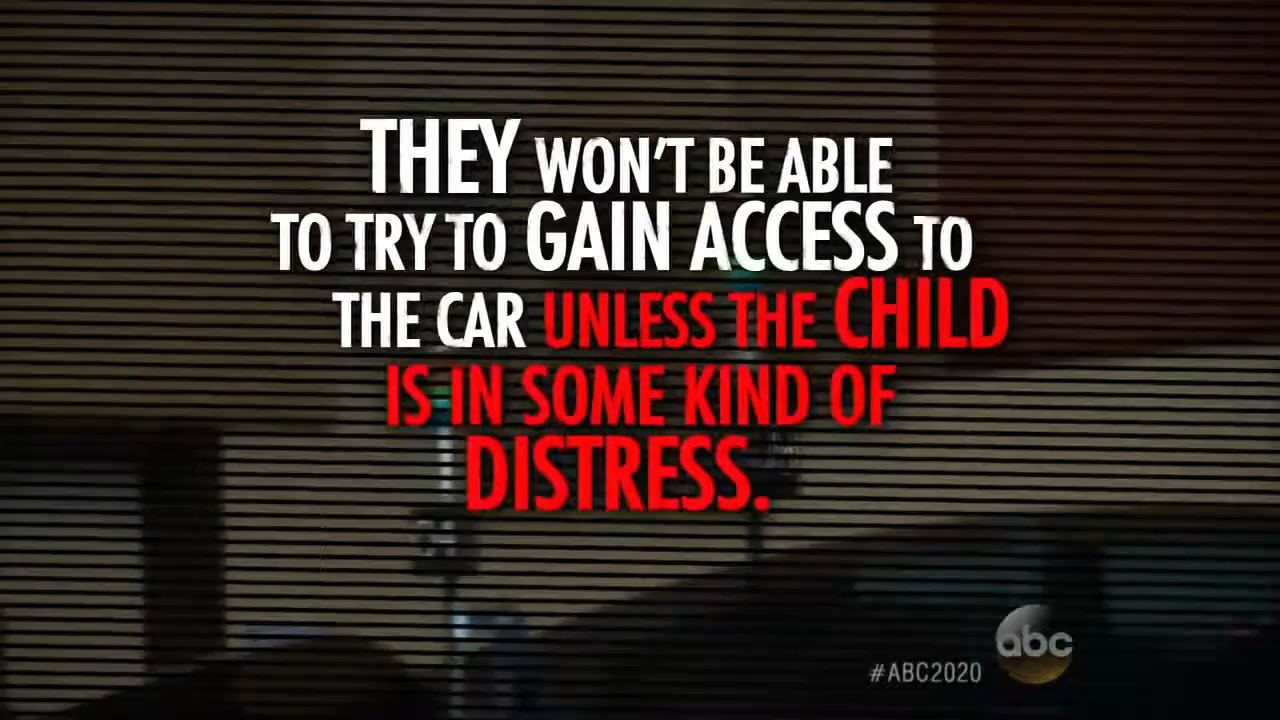 THEY WON'T BE ABLE
TO TRY TO GAIN ACCESS TO
THE CAR UNLESS THE CHILD
IS IN SOME KIND OF
DISTRESS.
abc
#ABC2020